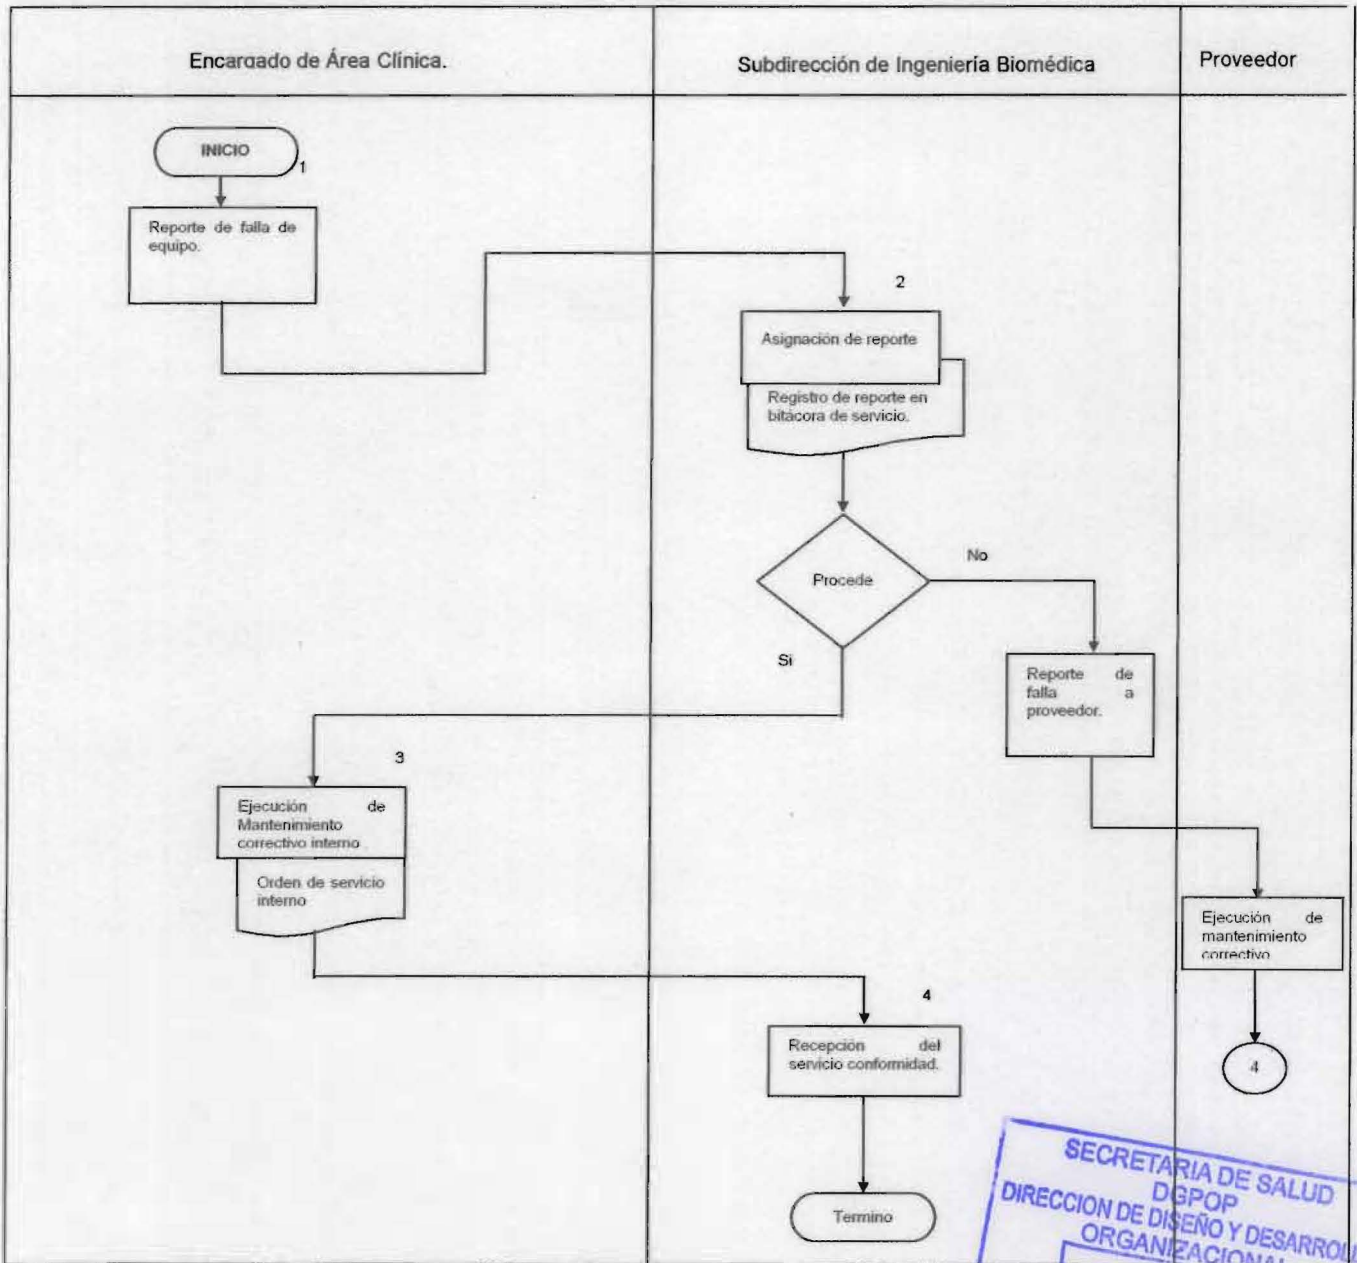 Encargado de Área Clínica.
Subdirección de Ingeniería Biomédica
Proveedor
INICIO
1
Reporte de falla de
equipo.
2
Asignación de reporte
Registro de reporte en
bitácora de servicio.
Procede
No
Si
Reporte de
falla a
proveedor.
3
Ejecución de
Mantenimiento
correctivo interno
Orden de servicio
interno
Ejecución de
mantenimiento
correctivo
4
4
Recepción del
servicio conformidad.
Termino
SECRETARIA DE SALUD
DGPOP
DIRECCION DE DISEÑO Y DESARROLL
ORGANIZACIONAL